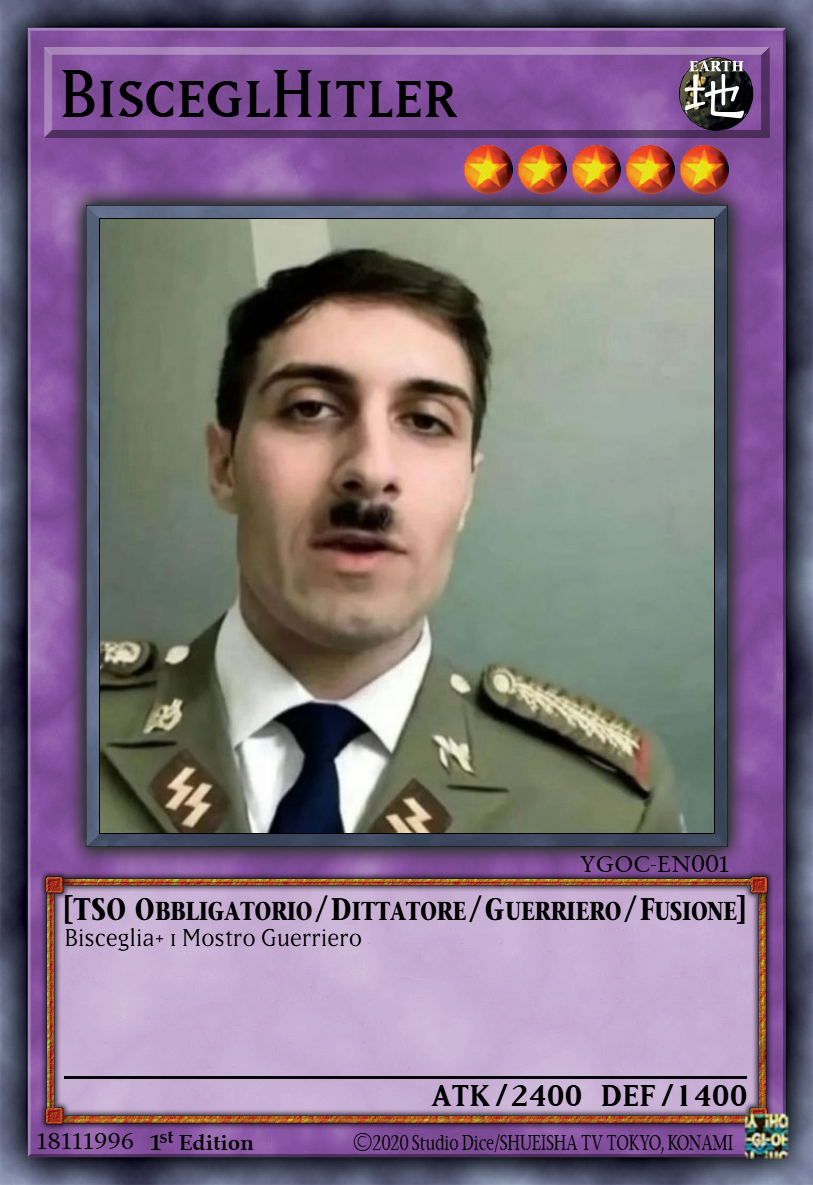 BISCEGLHITLER
EARTH
地
YGOC-EN001
[TSO OBBLIGATORIO/DITTATORE/GUERRIERO/FUSIONE]
Bisceglia+ 1 Mostro Guerriero
ATK/2400 DEF/1400
18111996 1st Edition ©2020 Studio Dice/SHUEISHA TV TOKYO, KONAMI